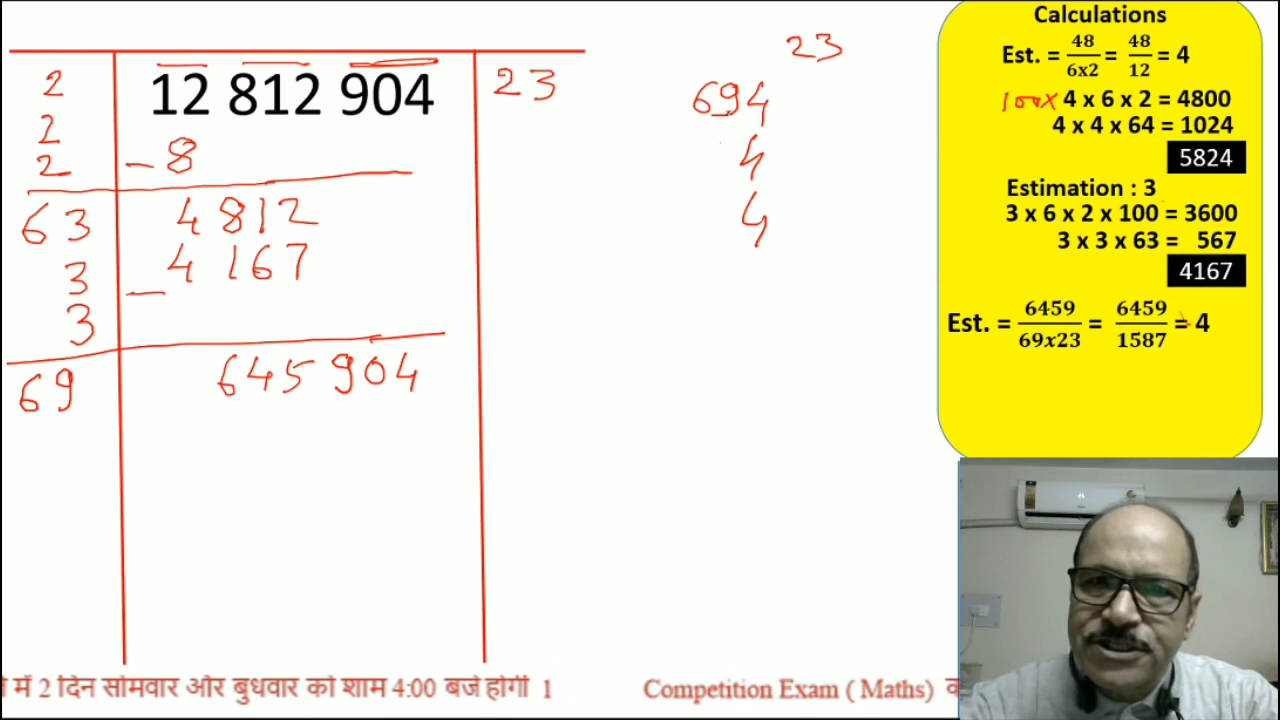 2
12 812 904
23
2
2
- 8
63
4812
3
- 4167
3
69
645904
23
694
4
4
Calculations
Est. = 48/6x2 = 48/12 = 4
100x 4 x 6 x 2 = 4800
4 x 4 x 64 = 1024
5824
Estimation : 3
3 x 6 x 2 x 100 = 3600
3 x 3 x 63 = 567
4167
Est. = 6459/69x23 = 6459/1587 = 4
में 2 दिन सोमवार और बुधवार को शाम 4:00 बजे होगी 1 Competition Exam ( Maths)